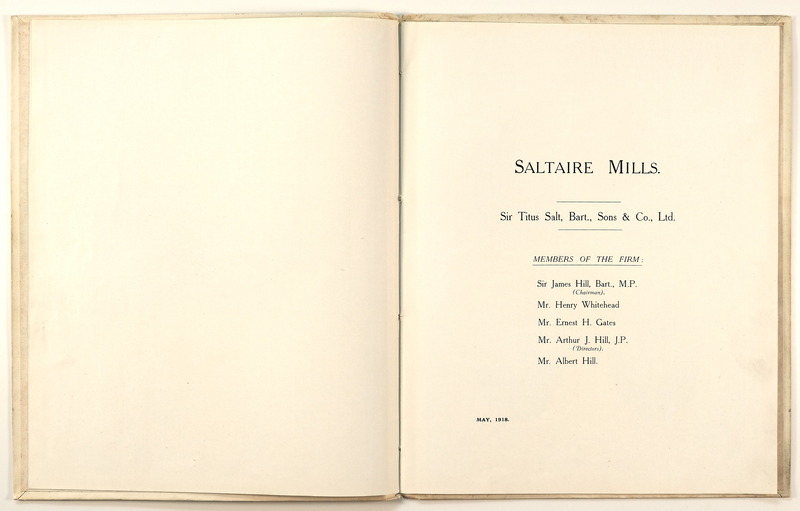 SALTAIRE MILLS.
Sir Titus Salt, Bart., Sons & Co., Ltd.
MEMBERS OF THE FIRM:
Sir James Hill, Bart., M.P.
(Chairman).
Mr. Henry Whitehead
Mr. Ernest H. Gates
Mr. Arthur J. Hill, J.P.
(Directors).
Mr. Albert Hill.
MAY, 1918.